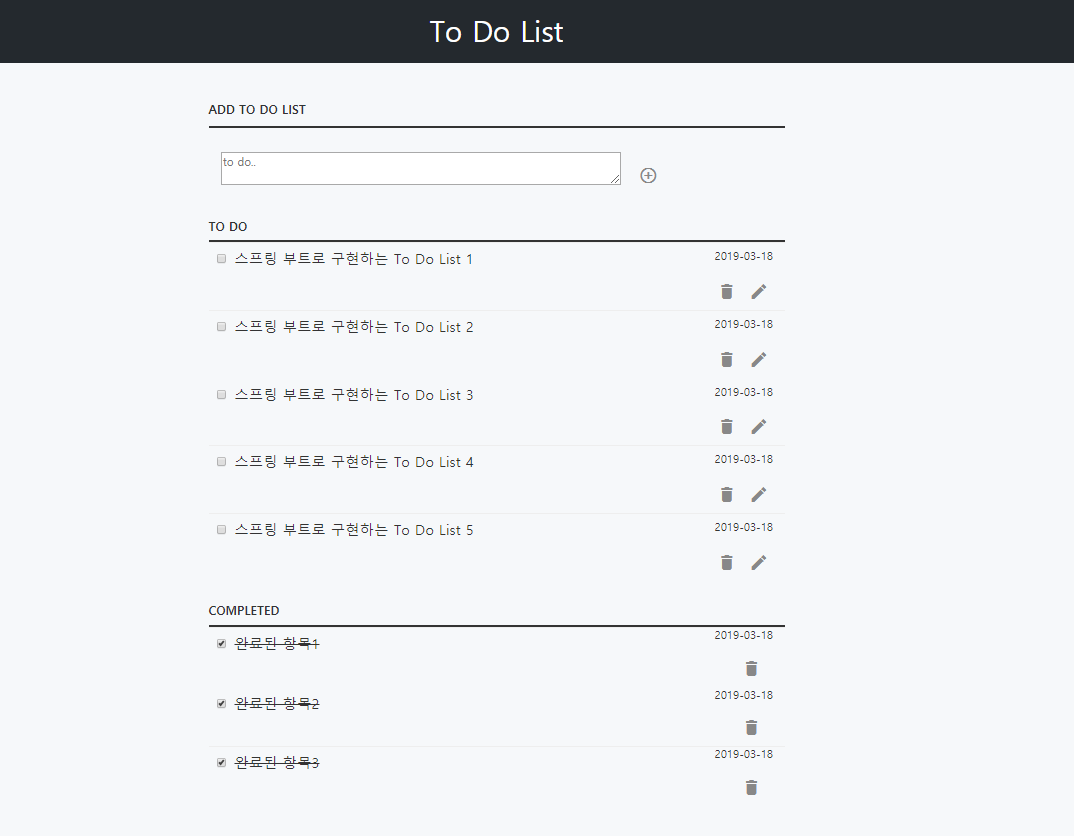 To Do List
ADD TO DO LIST
to do..
TO DO
스프링 부트로 구현하는 To Do List 1
2019-03-18
스프링 부트로 구현하는 To Do List 2
2019-03-18
스프링 부트로 구현하는 To Do List 3
2019-03-18
스프링 부트로 구현하는 To Do List 4
2019-03-18
스프링 부트로 구현하는 To Do List 5
2019-03-18
COMPLETED
완료된 항목1
2019-03-18
완료된 항목2
2019-03-18
완료된 항목3
2019-03-18